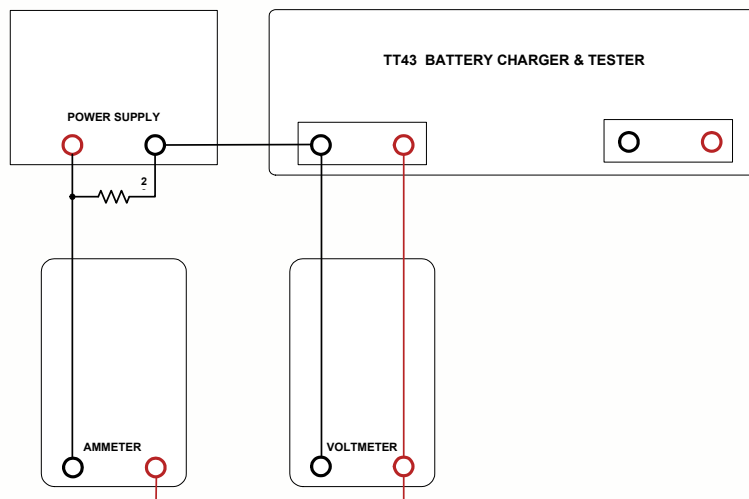 TT43 BATTERY CHARGER & TESTER
POWER SUPPLY
2
AMMETER
VOLTMETER